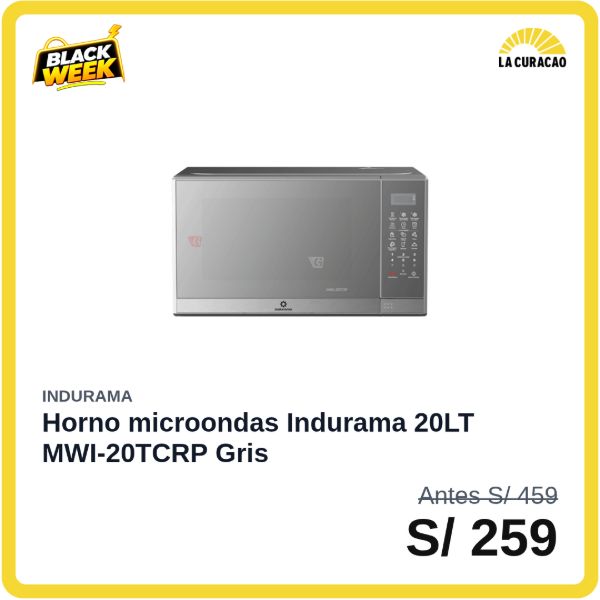 BLACK
WEEK
LA CURACAO
INDURAMA
Horno microondas Indurama 20LT
MWI-20TCRP Gris
Antes S/ 459
S/ 259